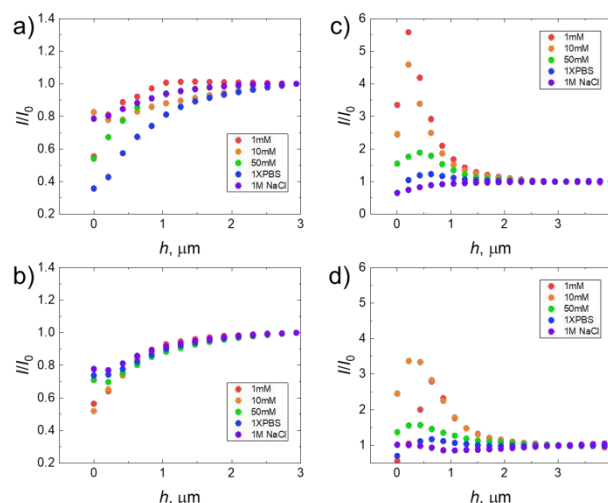 a)
1.4
1.2
1.0
0.8
0.6
0.4
0.2
I/I0
0
1
2
3
h, μm
1mM
10mM
50mM
1XPBS
1M NaCl
c)
6
5
4
3
2
1
0
I/I0
0
1
2
3
h, μm
1mM
10mM
50mM
1XPBS
1M NaCl
b)
1.4
1.2
1.0
0.8
0.6
0.4
0.2
I/I0
0
1
2
3
h, μm
1mM
10mM
50mM
1XPBS
1M NaCl
d)
6
5
4
3
2
1
0
I/I0
0
1
2
3
h, μm
1mM
10mM
50mM
1XPBS
1M NaCl